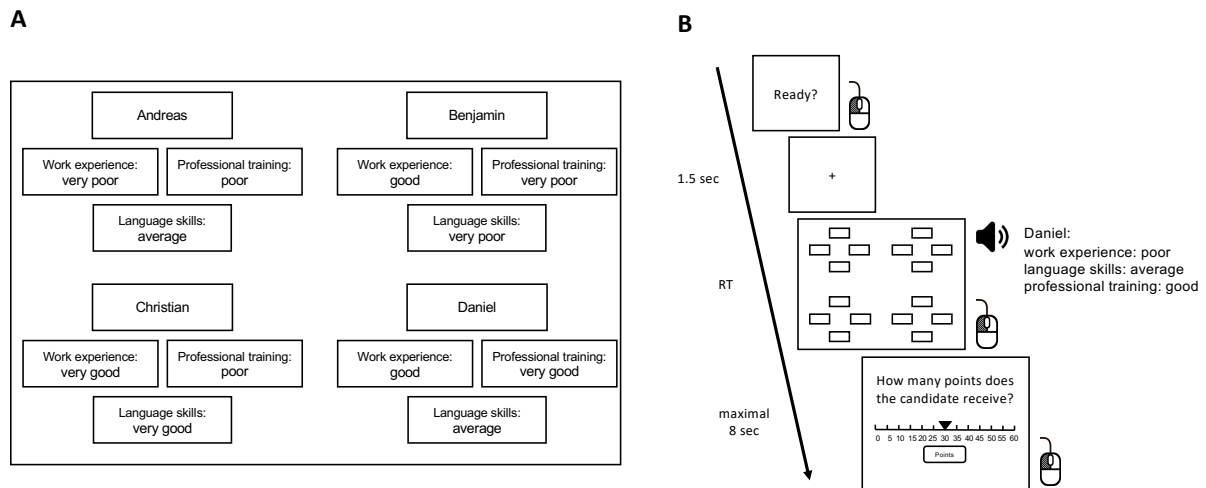 A
Andreas
Work experience:
very poor
Professional training:
poor
Language skills:
average
Benjamin
Work experience:
good
Professional training:
very poor
Language skills:
very poor
Christian
Work experience:
very good
Professional training:
poor
Language skills:
very good
Daniel
Work experience:
good
Professional training:
very good
Language skills:
average
B
Ready?
1.5 sec
+
RT
Daniel:
work experience: poor
language skills: average
professional training: good
maximal
8 sec
How many points does
the candidate receive?
0 5 10 15 20 25 30 35 40 45 50 55 60
Points